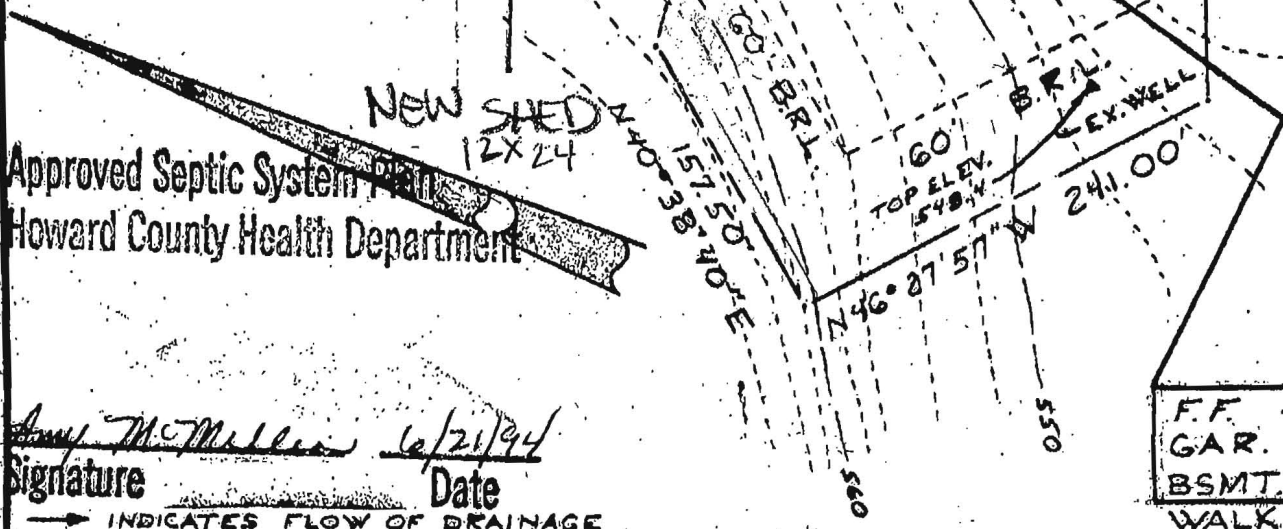 NEW SHED
12X24
Approved Septic System Plan
Howard County Health Department
Amy McMillen 6/21/94
Signature Date
INDICATES FLOW OF DRAINAGE
60' B.R.L.
N 40° 38' 40" E
157.50'
60' B.R.L.
EX. WELL
TOP ELEV.
548.4
N 46° 27' 57" W 241.00'
550
560
F.F.
GAR.
BSMT.
WALK